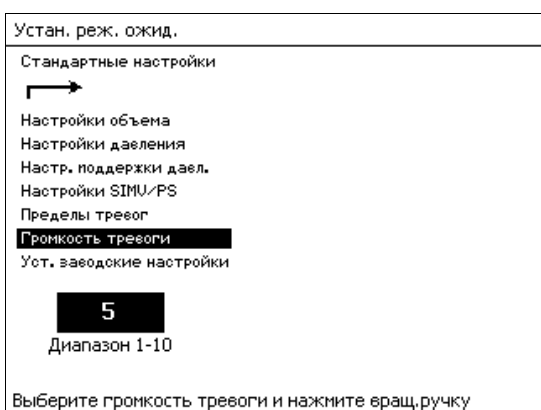 Устан. реж. ожид.
Стандартные настройки
Настройки объема
Настройки давления
Настр. поддержки давл.
Настройки SIMV/PS
Пределы тревог
Громкость тревоги
Уст. заводские настройки
5
Диапазон 1-10
Выберите громкость тревоги и нажмите вращ.ручку